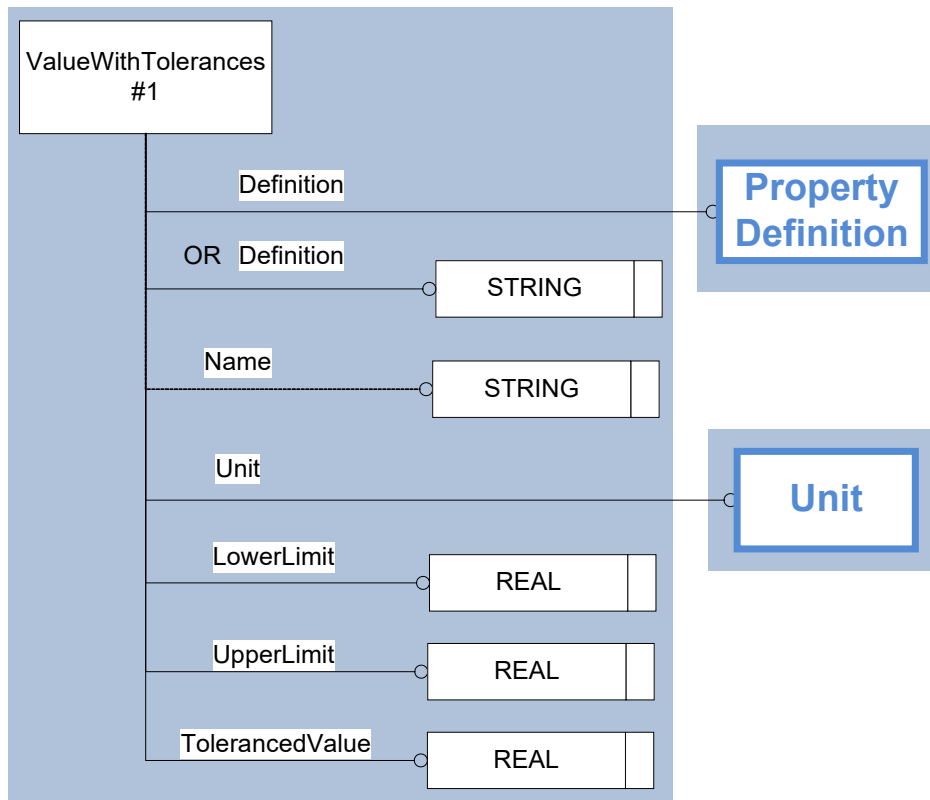 ValueWithTolerances
#1
Definition
Property
Definition
OR Definition
STRING
Name
STRING
Unit
Unit
LowerLimit
REAL
UpperLimit
REAL
TolerancedValue
REAL